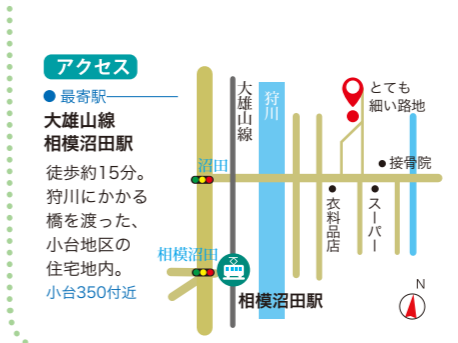 アクセス
最寄駅
大雄山線
相模沼田駅
徒歩約15分。
狩川にかかる
橋を渡った、
小台地区の
住宅地内。
小台350付近
大雄山線
狩川
とても
細い路地
沼田
接骨院
衣料品店
スーパー
相模沼田
相模沼田駅
N